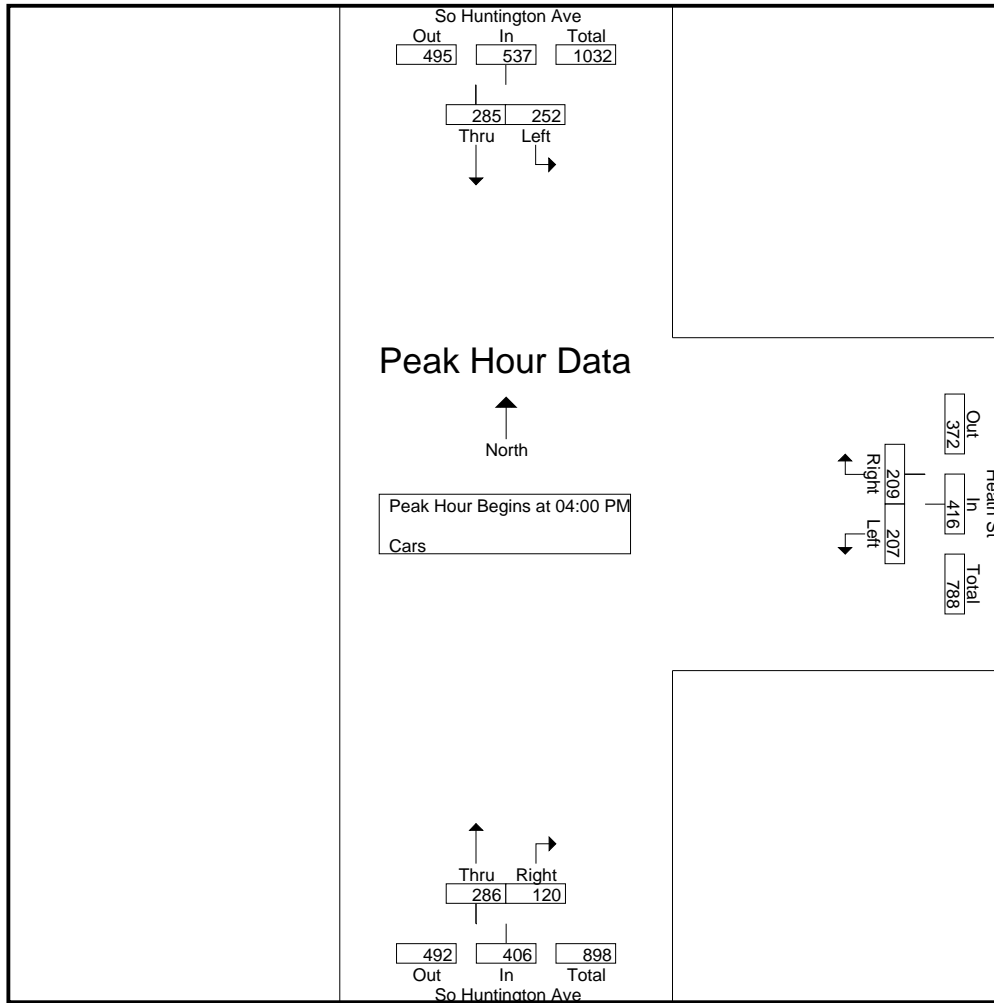 So Huntington Ave
Out In Total
495 537 1032
285 252
Thru Left
Peak Hour Data
North
Peak Hour Begins at 04:00 PM
Cars
Right Left
209 207
Out In Total
372 416 788
Heath St
Thru Right
286 120
492 406 898
Out In Total
So Huntington Ave